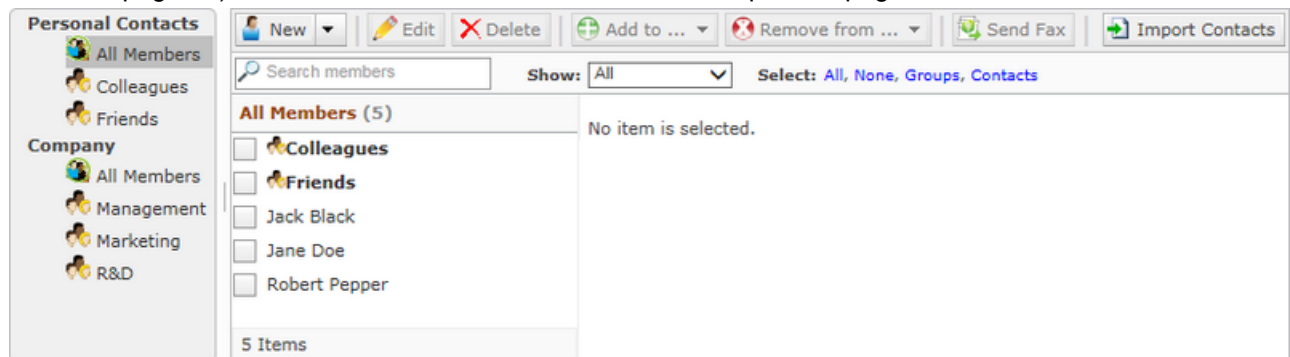 Personal Contacts
All Members
Colleagues
Friends
Company
All Members
Management
Marketing
R&D
New Edit Delete Add to ... Remove from ... Send Fax Import Contacts
Search members Show: All Select: All, None, Groups, Contacts
All Members (5)
Colleagues
Friends
Jack Black
Jane Doe
Robert Pepper
5 Items
No item is selected.